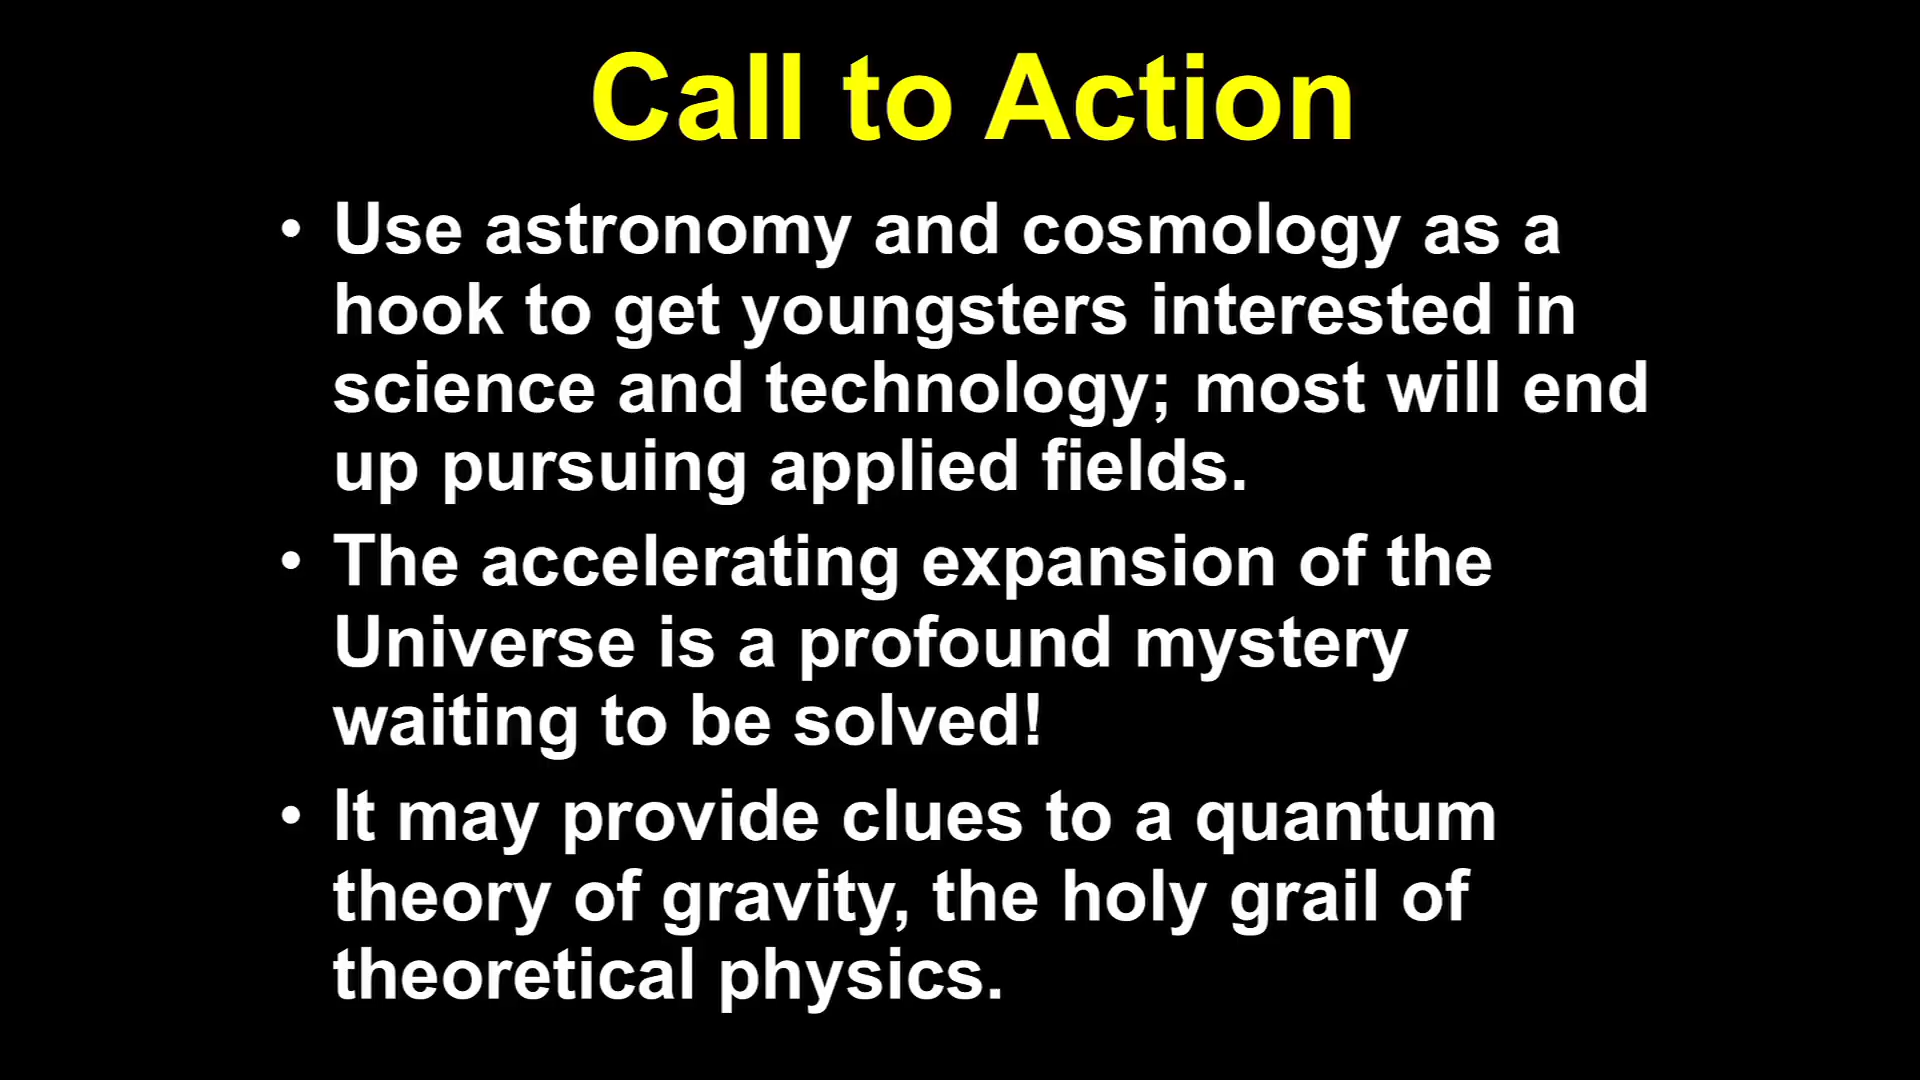 Call to Action
• Use astronomy and cosmology as a
hook to get youngsters interested in
science and technology; most will end
up pursuing applied fields.
• The accelerating expansion of the
Universe is a profound mystery
waiting to be solved!
• It may provide clues to a quantum
theory of gravity, the holy grail of
theoretical physics.